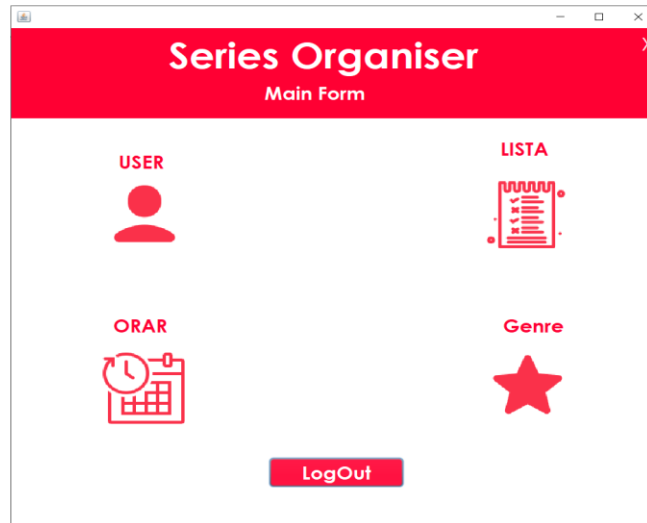 Series Organiser
X
Main Form
USER
LISTA
ORAR
Genre
LogOut